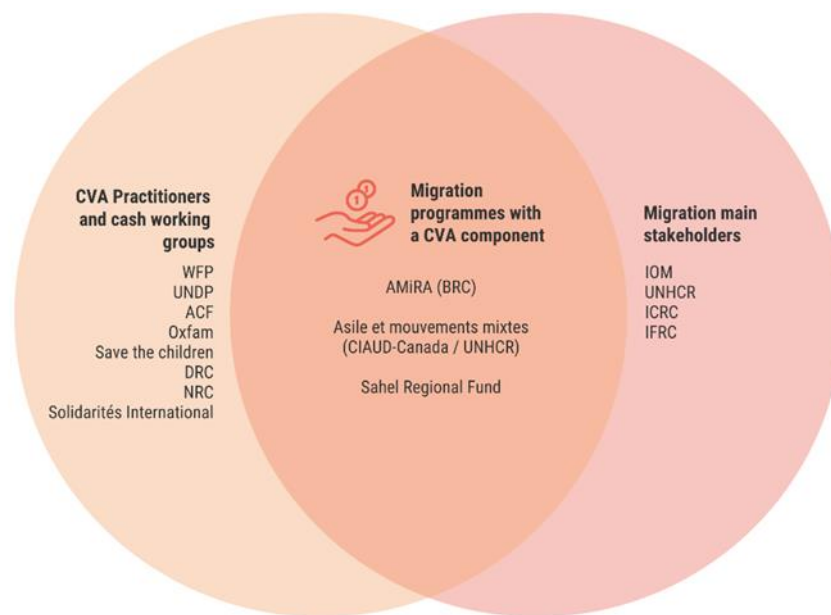 CVA Practitioners
and cash working
groups
WFP
UNDP
ACF
Oxfam
Save the children
DRC
NRC
Solidarités International
1
1
Migration
programmes with
a CVA component
AMiRA (BRC)
Asile et mouvements mixtes
(CIAUD-Canada / UNHCR)
Sahel Regional Fund
Migration main
stakeholders
IOM
UNHCR
ICRC
IFRC